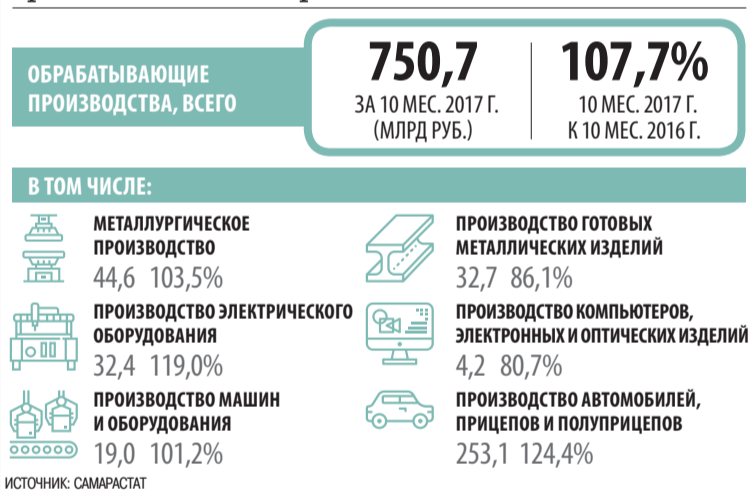 ОБРАБАТЫВАЮЩИЕ
ПРОИЗВОДСТВА, ВСЕГО
750,7
ЗА 10 МЕС. 2017 Г.
(МЛРД РУБ.)
107,7%
10 МЕС. 2017 Г.
К 10 МЕС. 2016 Г.
В ТОМ ЧИСЛЕ:
МЕТАЛЛУРГИЧЕСКОЕ
ПРОИЗВОДСТВО
44,6 103,5%
ПРОИЗВОДСТВО ГОТОВЫХ
МЕТАЛЛИЧЕСКИХ ИЗДЕЛИЙ
32,7 86,1%
ПРОИЗВОДСТВО ЭЛЕКТРИЧЕСКОГО
ОБОРУДОВАНИЯ
32,4 119,0%
ПРОИЗВОДСТВО КОМПЬЮТЕРОВ,
ЭЛЕКТРОННЫХ И ОПТИЧЕСКИХ ИЗДЕЛИЙ
4,2 80,7%
ПРОИЗВОДСТВО МАШИН
И ОБОРУДОВАНИЯ
19,0 101,2%
ПРОИЗВОДСТВО АВТОМОБИЛЕЙ,
ПРИЦЕПОВ И ПОЛУПРИЦЕПОВ
253,1 124,4%
ИСТОЧНИК: САМАРАСТАТ